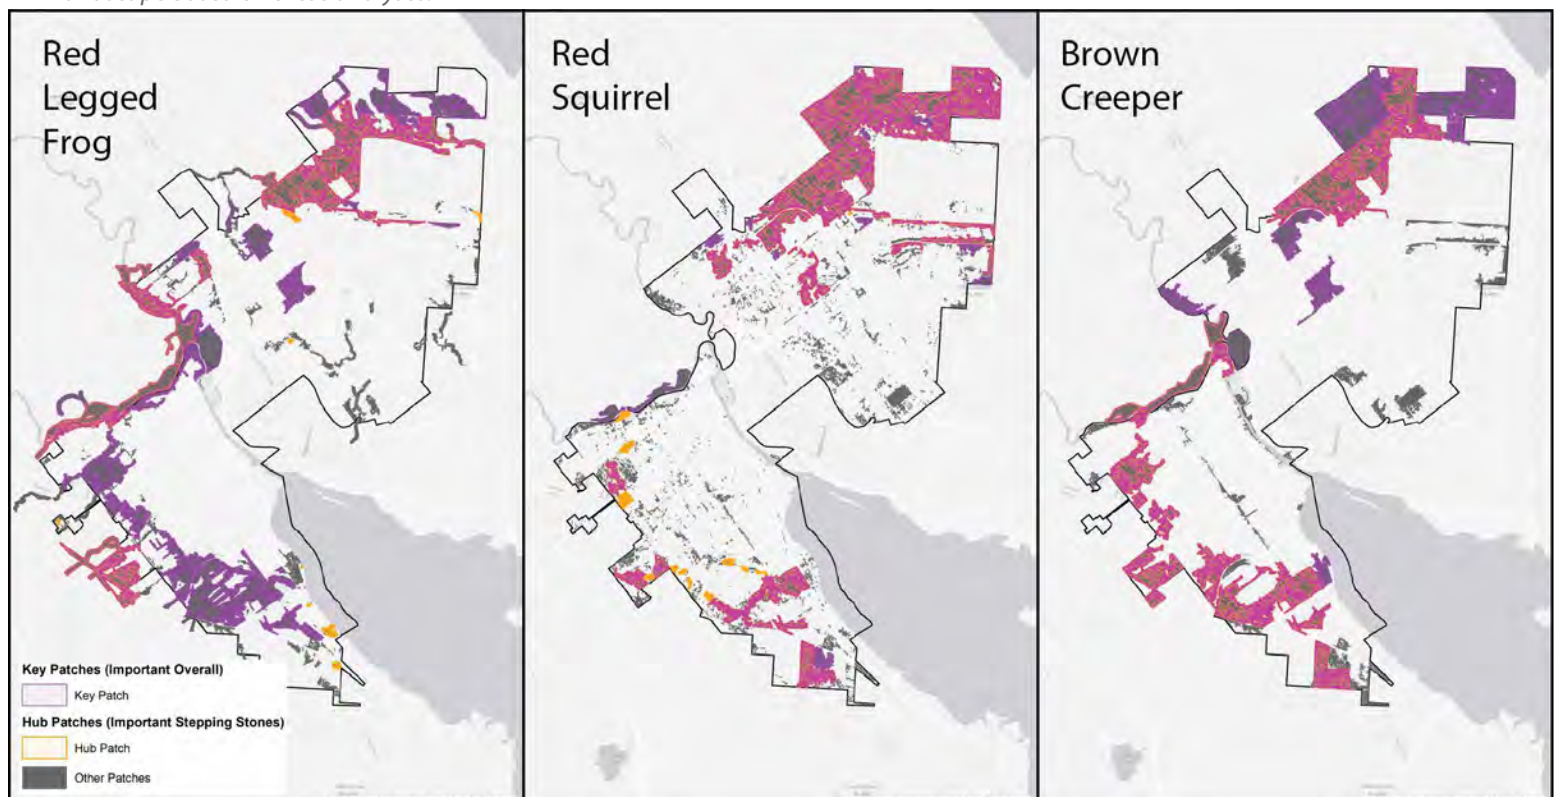 Red
Legged
Frog
Red
Squirrel
Brown
Creeper
Key Patches (Important Overall)
Key Patch
Hub Patches (Important Stepping Stones)
Hub Patch
Other Patches